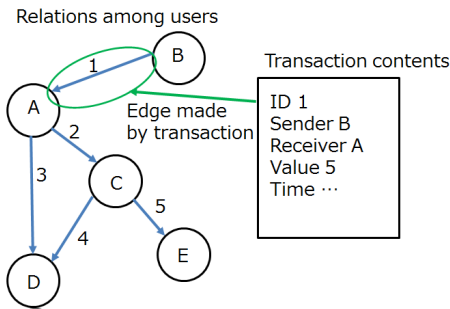 Relations among users
B
1
Transaction contents
A
Edge made
by transaction
ID 1
Sender B
Receiver A
Value 5
Time ⋯
2
3
C
5
4
E
D